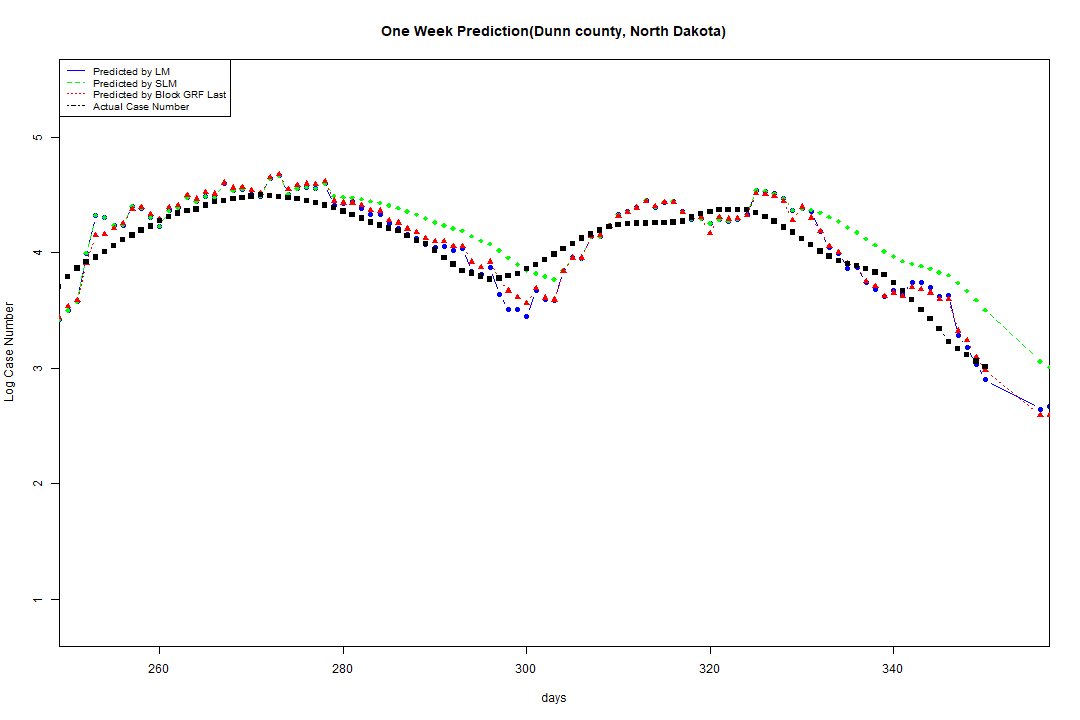 One Week Prediction(Dunn county, North Dakota)
Predicted by LM
Predicted by SLM
Predicted by Block GRF Last
Actual Case Number
5
4
3
2
1
Log Case Number
260 280 300 320 340
days